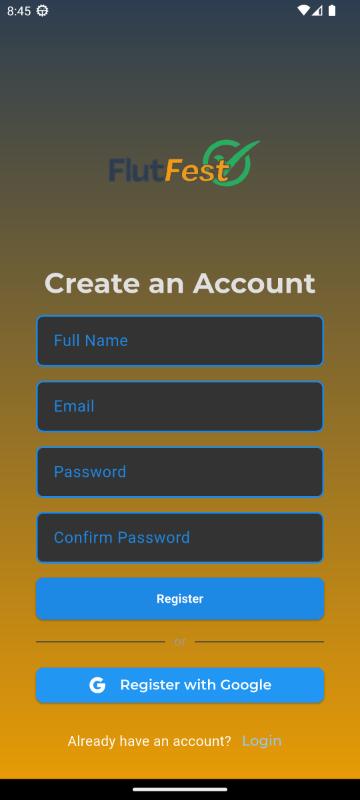 8:45
FlutFest
Create an Account
Full Name
Email
Password
Confirm Password
Register
or
Register with Google
Already have an account? Login